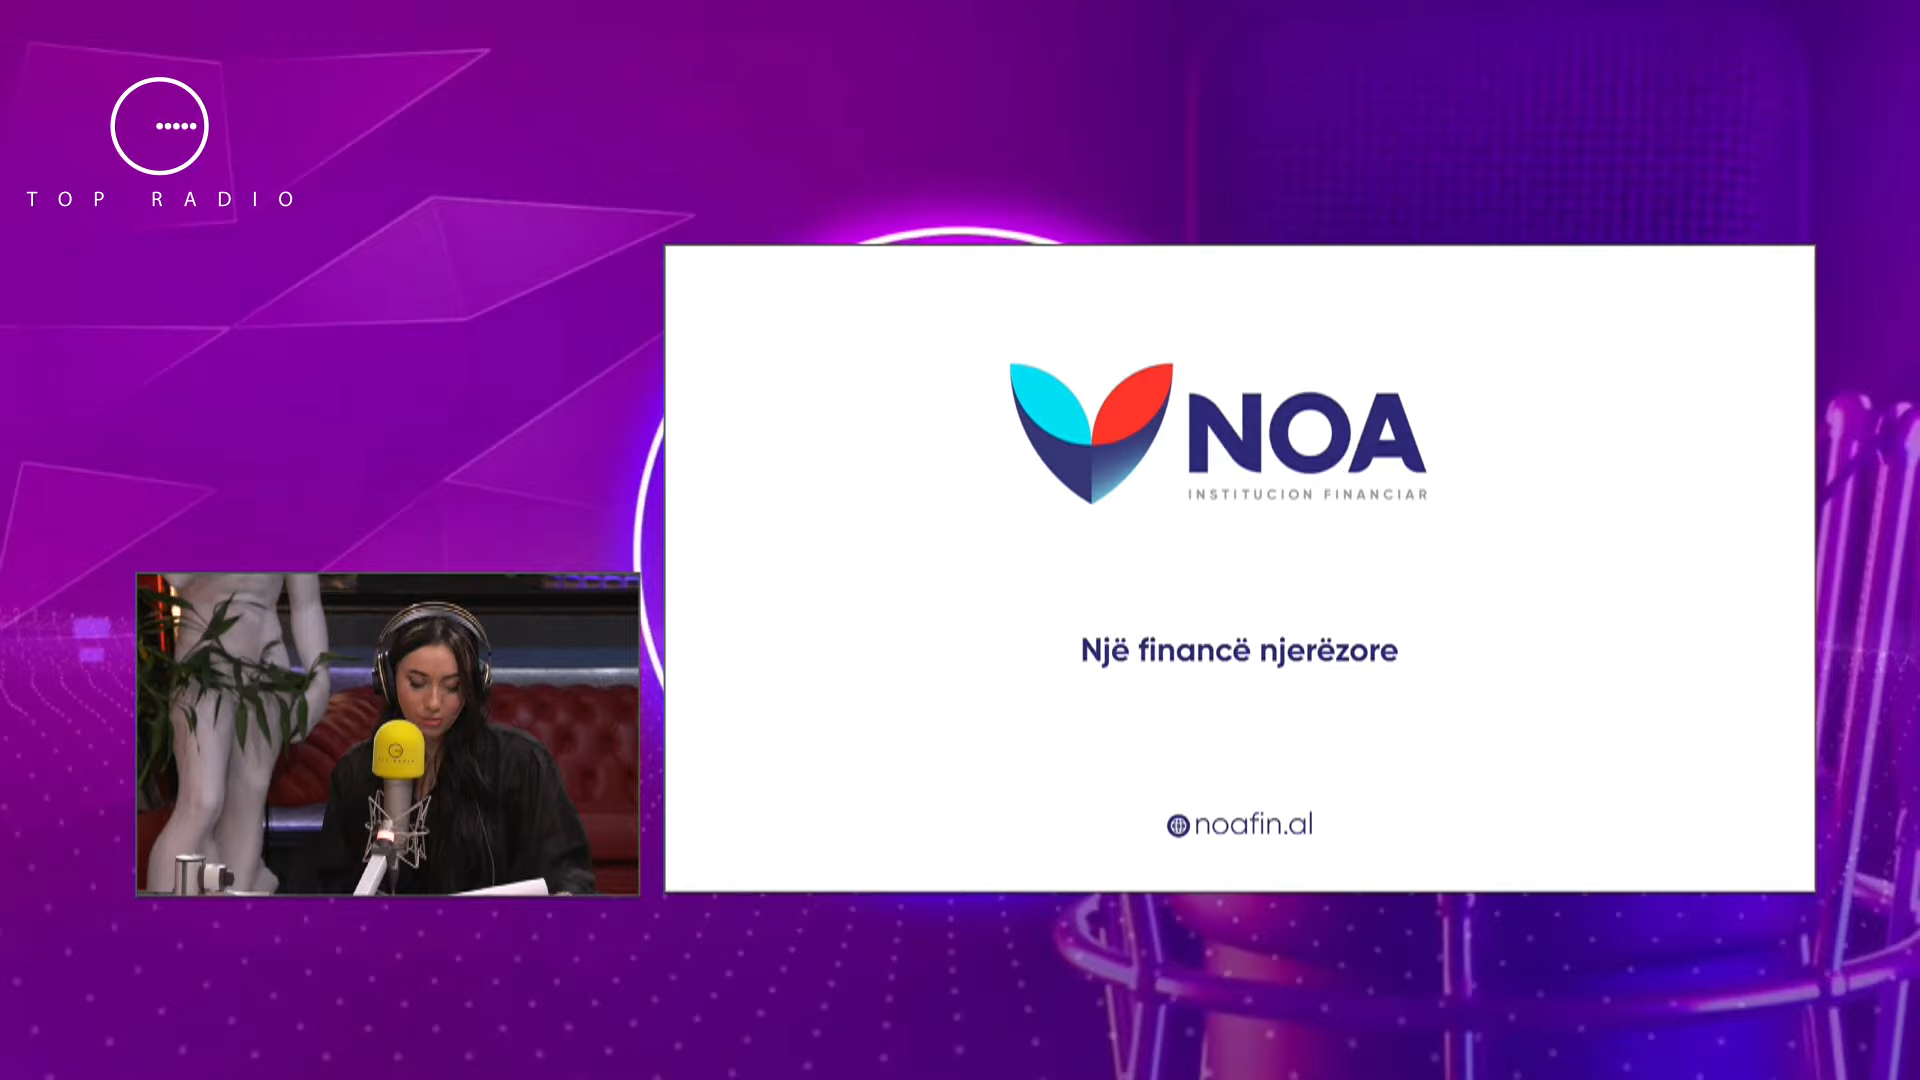 TOP RADIO
NOA
INSTITUCION FINANCIAR
Një financë njerëzore
noafin.al